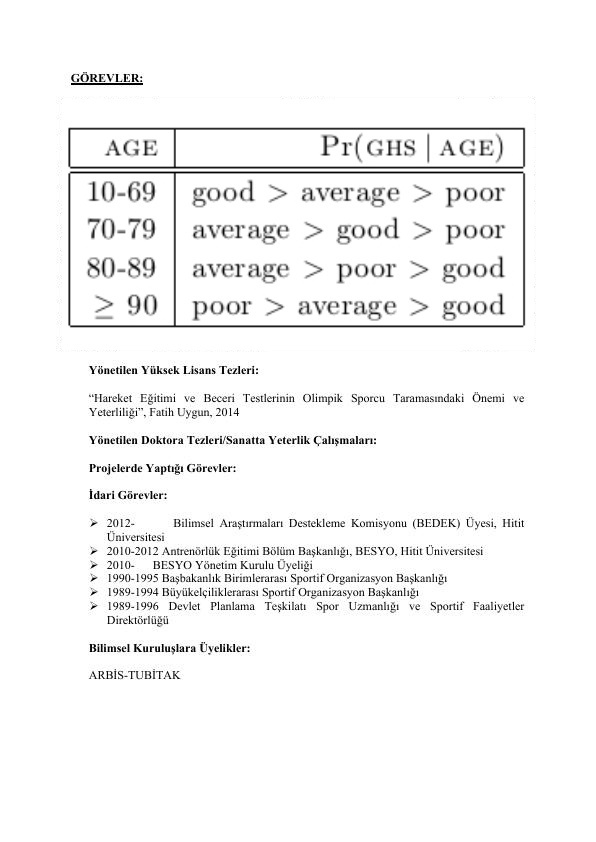 GÖREVLER:
AGE Pr(GHS | AGE)
10-69 good > average > poor
70-79 average > good > poor
80-89 average > poor > good
≥ 90 poor > average > good
Yönetilen Yüksek Lisans Tezleri:
“Hareket Eğitimi ve Beceri Testlerinin Olimpik Sporcu Taramasındaki Önemi ve
Yeterliliği”, Fatih Uygun, 2014
Yönetilen Doktora Tezleri/Sanatta Yeterlik Çalışmaları:
Projelerde Yaptığı Görevler:
İdari Görevler:
➢ 2012- Bilimsel Araştırmaları Destekleme Komisyonu (BEDEK) Üyesi, Hitit
Üniversitesi
➢ 2010-2012 Antrenörlük Eğitimi Bölüm Başkanlığı, BESYO, Hitit Üniversitesi
➢ 2010- BESYO Yönetim Kurulu Üyeliği
➢ 1990-1995 Başbakanlık Birimlerarası Sportif Organizasyon Başkanlığı
➢ 1989-1994 Büyükelçiliklerarası Sportif Organizasyon Başkanlığı
➢ 1989-1996 Devlet Planlama Teşkilatı Spor Uzmanlığı ve Sportif Faaliyetler
Direktörlüğü
Bilimsel Kuruluşlara Üyelikler:
ARBİS-TUBİTAK